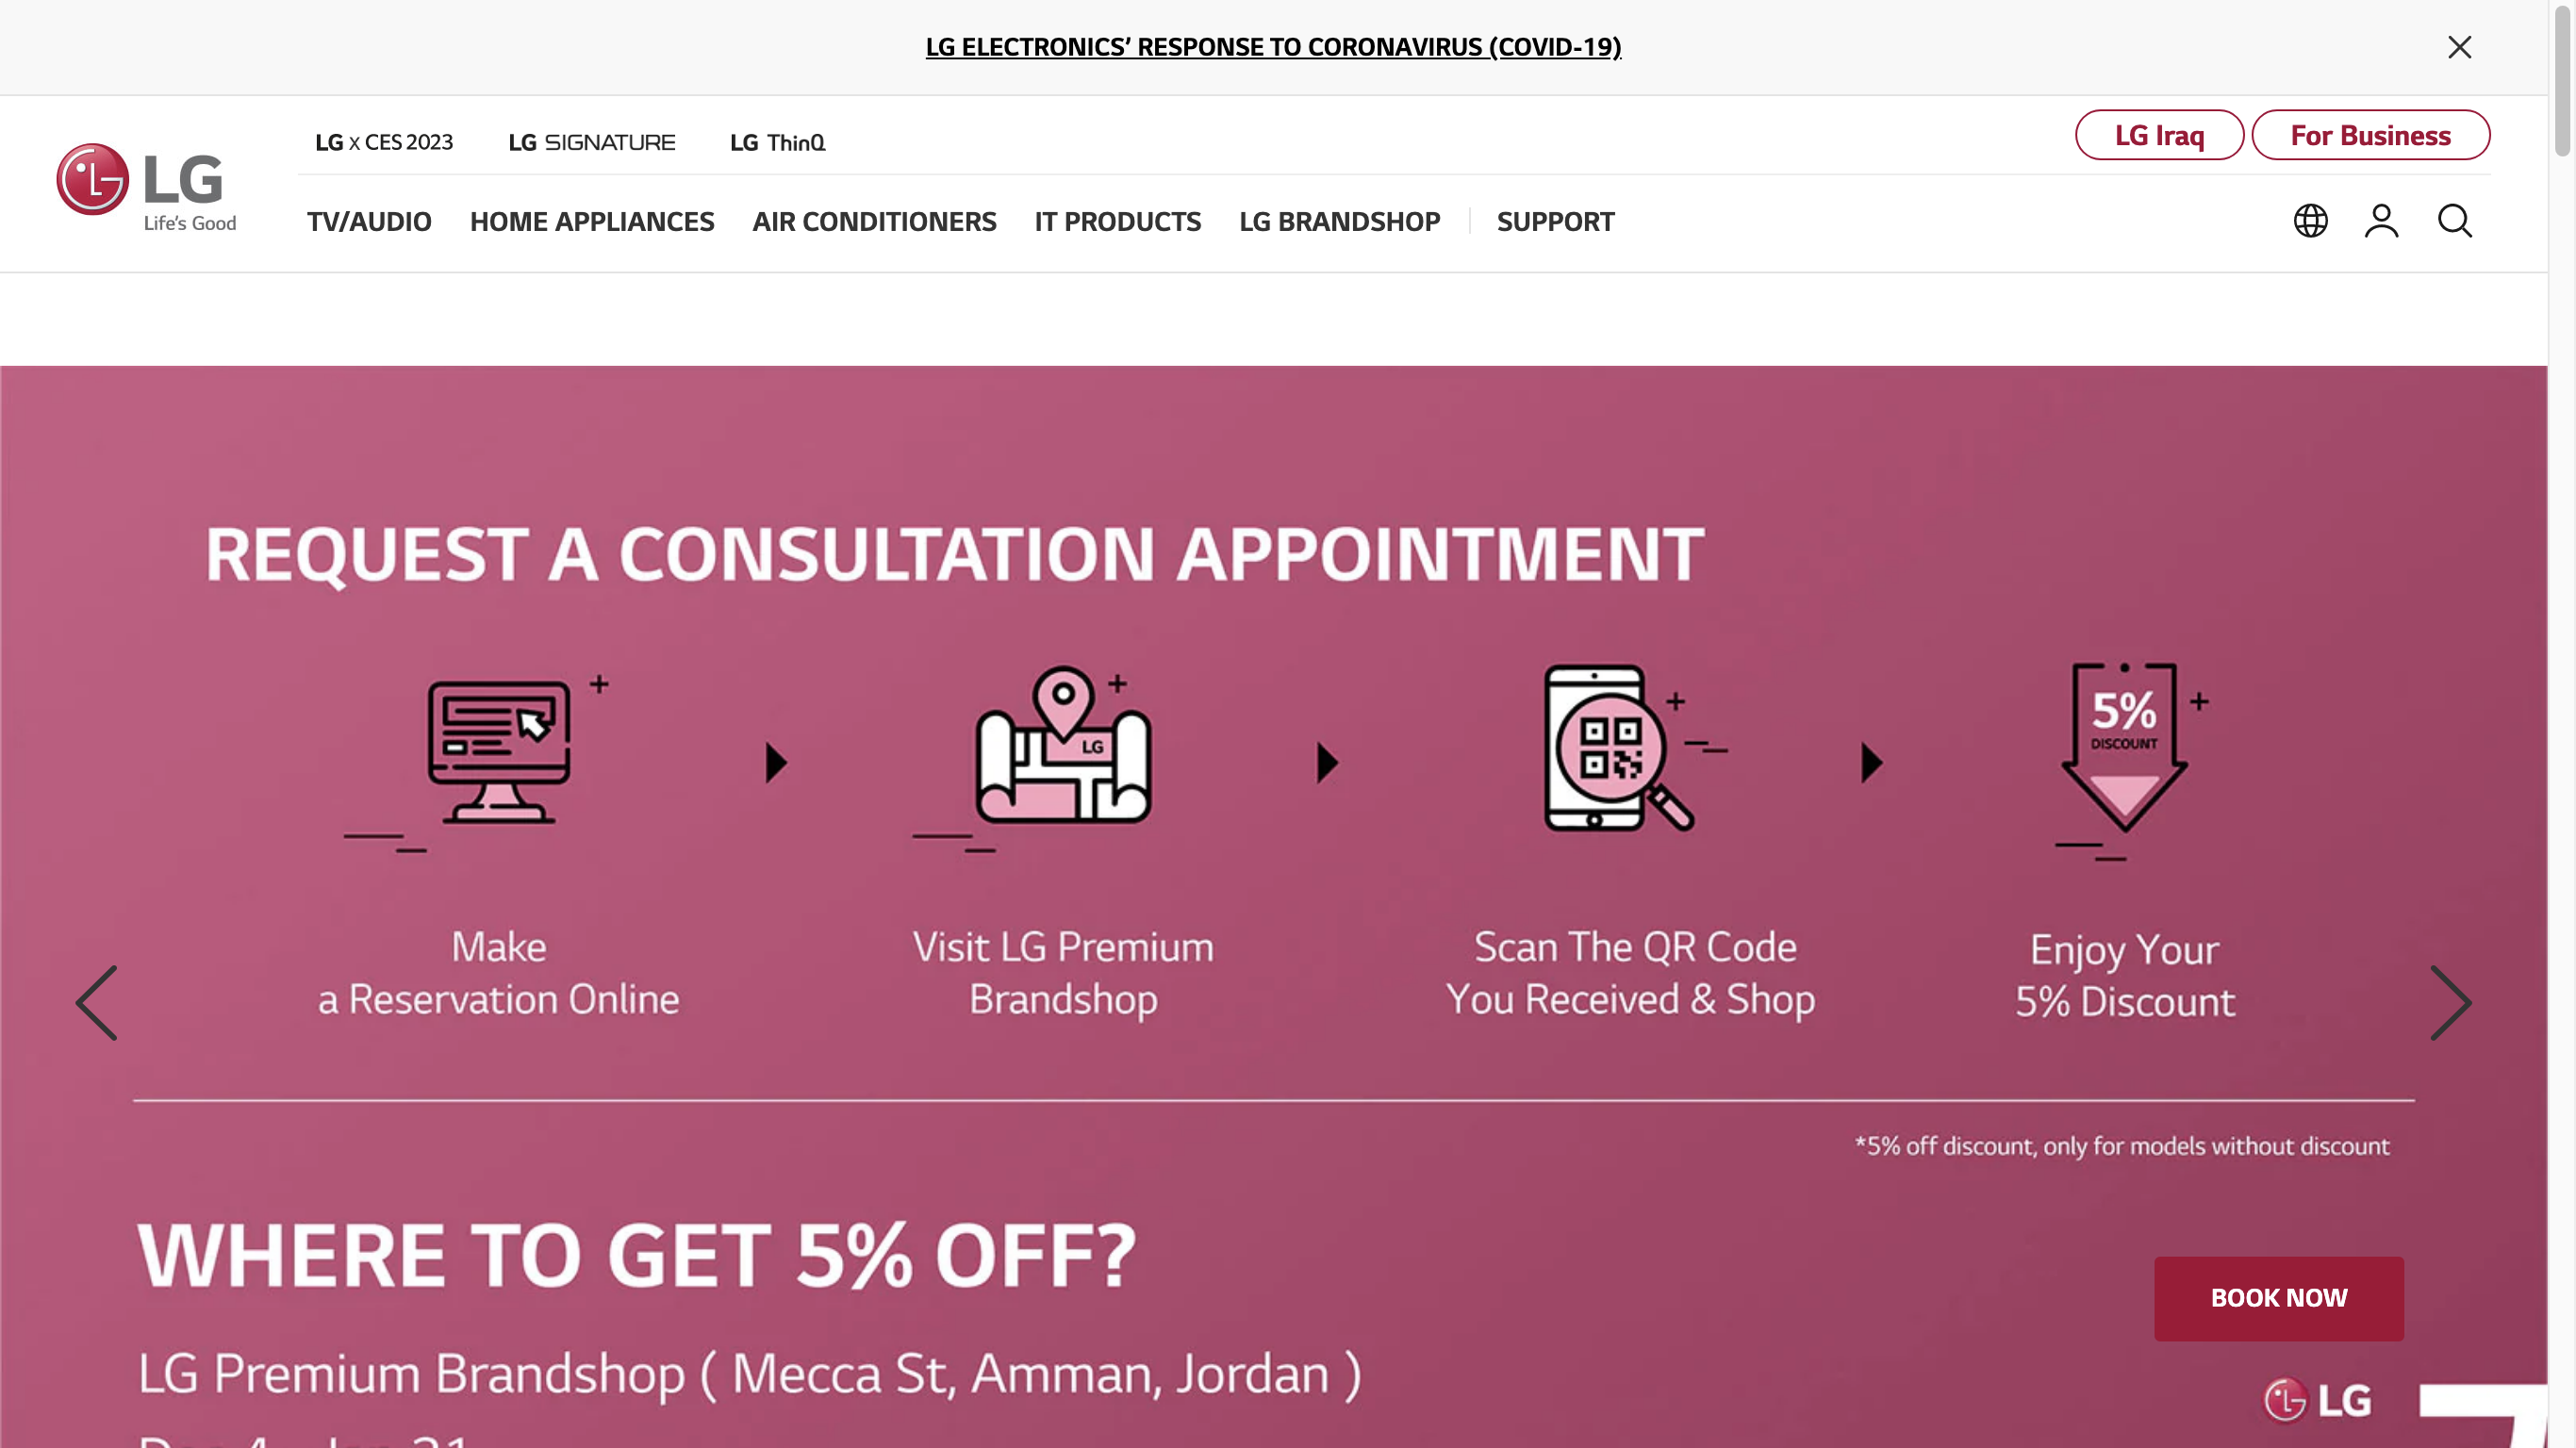 LG ELECTRONICS’ RESPONSE TO CORONAVIRUS (COVID-19)
LG x CES 2023 LG SIGNATURE LG ThinQ
LG Iraq For Business
LG
Life's Good
TV/AUDIO HOME APPLIANCES AIR CONDITIONERS IT PRODUCTS LG BRANDSHOP SUPPORT
REQUEST A CONSULTATION APPOINTMENT
LG
5%
DISCOUNT
Make
a Reservation Online
Visit LG Premium
Brandshop
Scan The QR Code
You Received & Shop
Enjoy Your
5% Discount
*5% off discount, only for models without discount
WHERE TO GET 5% OFF?
BOOK NOW
LG Premium Brandshop ( Mecca St, Amman, Jordan )
LG